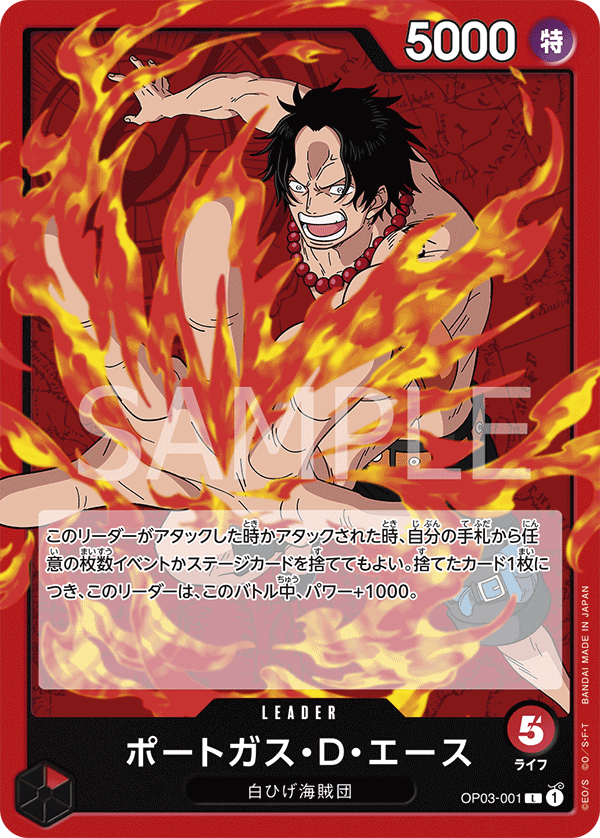 5000 特
SAMPLE
このリーダーがアタックした時かアタックされた時、自分の手札から任
意の枚数イベントかステージカードを捨ててもよい。捨てたカード1枚に
つき、このリーダーは、このバトル中、パワー+1000。
LEADER
ポートガス・D・エース
5
ライフ
白ひげ海賊団
OP03-001 L 1
©E.O/S ©O./S・F・T BANDAI MADE IN JAPAN